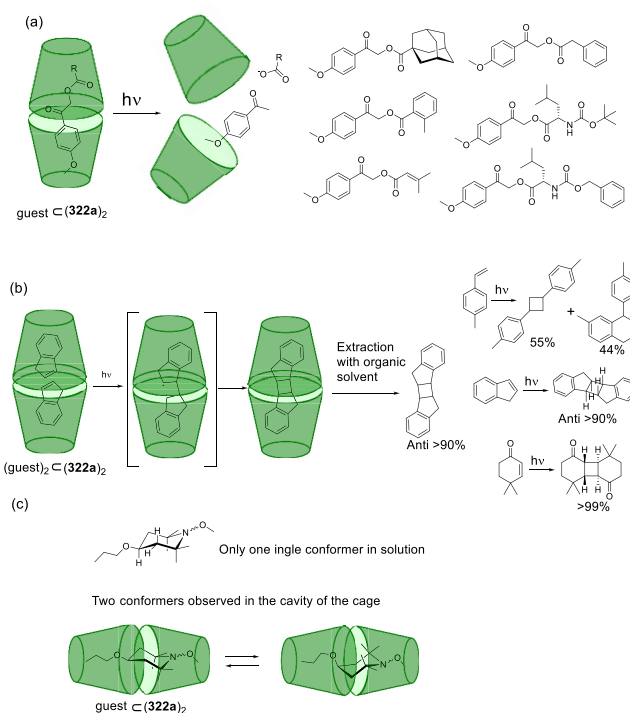 (a)
hν
guest ⊂ (322a)2
(b)
hν
(guest)2 ⊂ (322a)2
Extraction
with organic
solvent
Anti >90%
hν
+
55%
44%
hν
Anti >90%
hν
>99%
(c)
Only one ingle conformer in solution
Two conformers observed in the cavity of the cage
guest ⊂ (322a)2